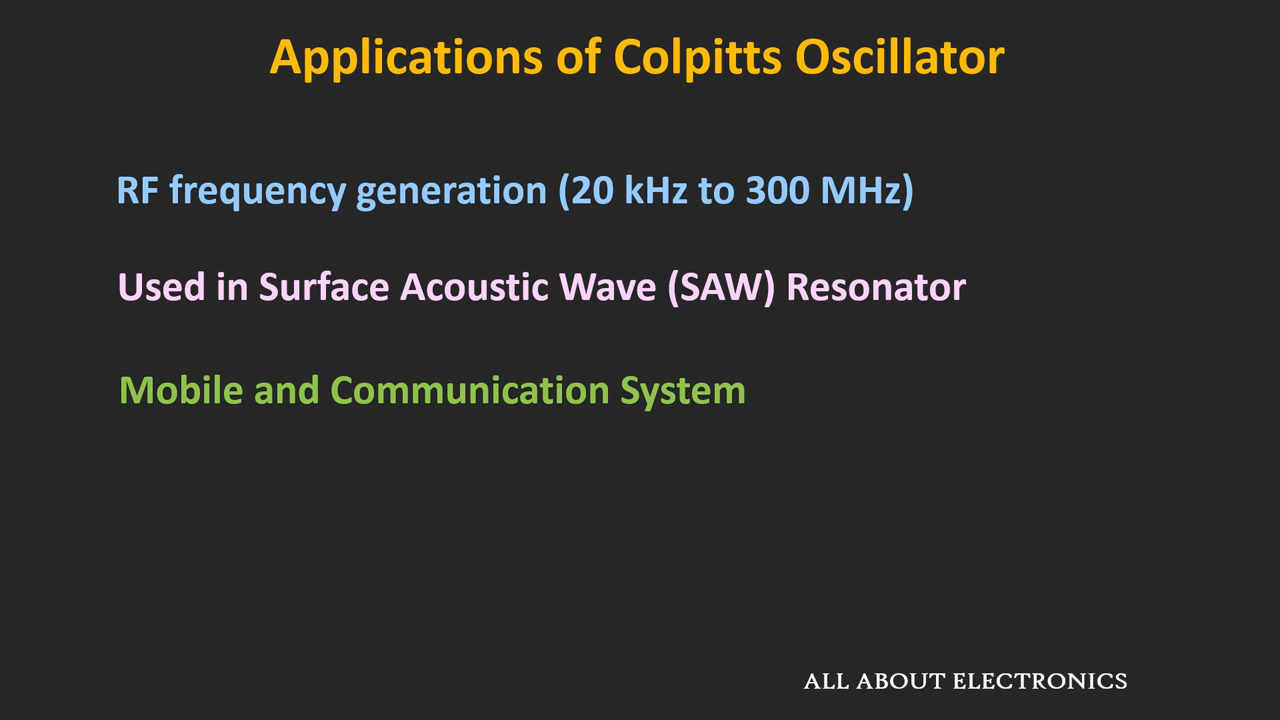 Applications of Colpitts Oscillator
RF frequency generation (20 kHz to 300 MHz)
Used in Surface Acoustic Wave (SAW) Resonator
Mobile and Communication System
ALL ABOUT ELECTRONICS